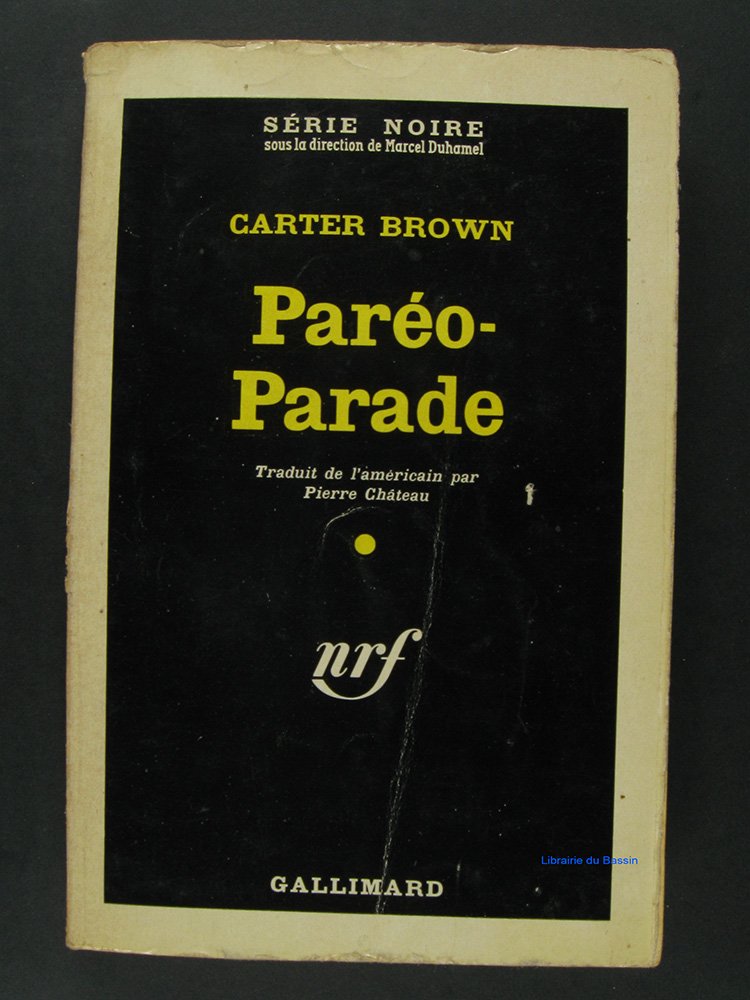 SÉRIE NOIRE
sous la direction de Marcel Duhamel
CARTER BROWN
Paréo-
Parade
Traduit de l'américain par
Pierre Château
nrf
GALLIMARD
Librairie du Bassin